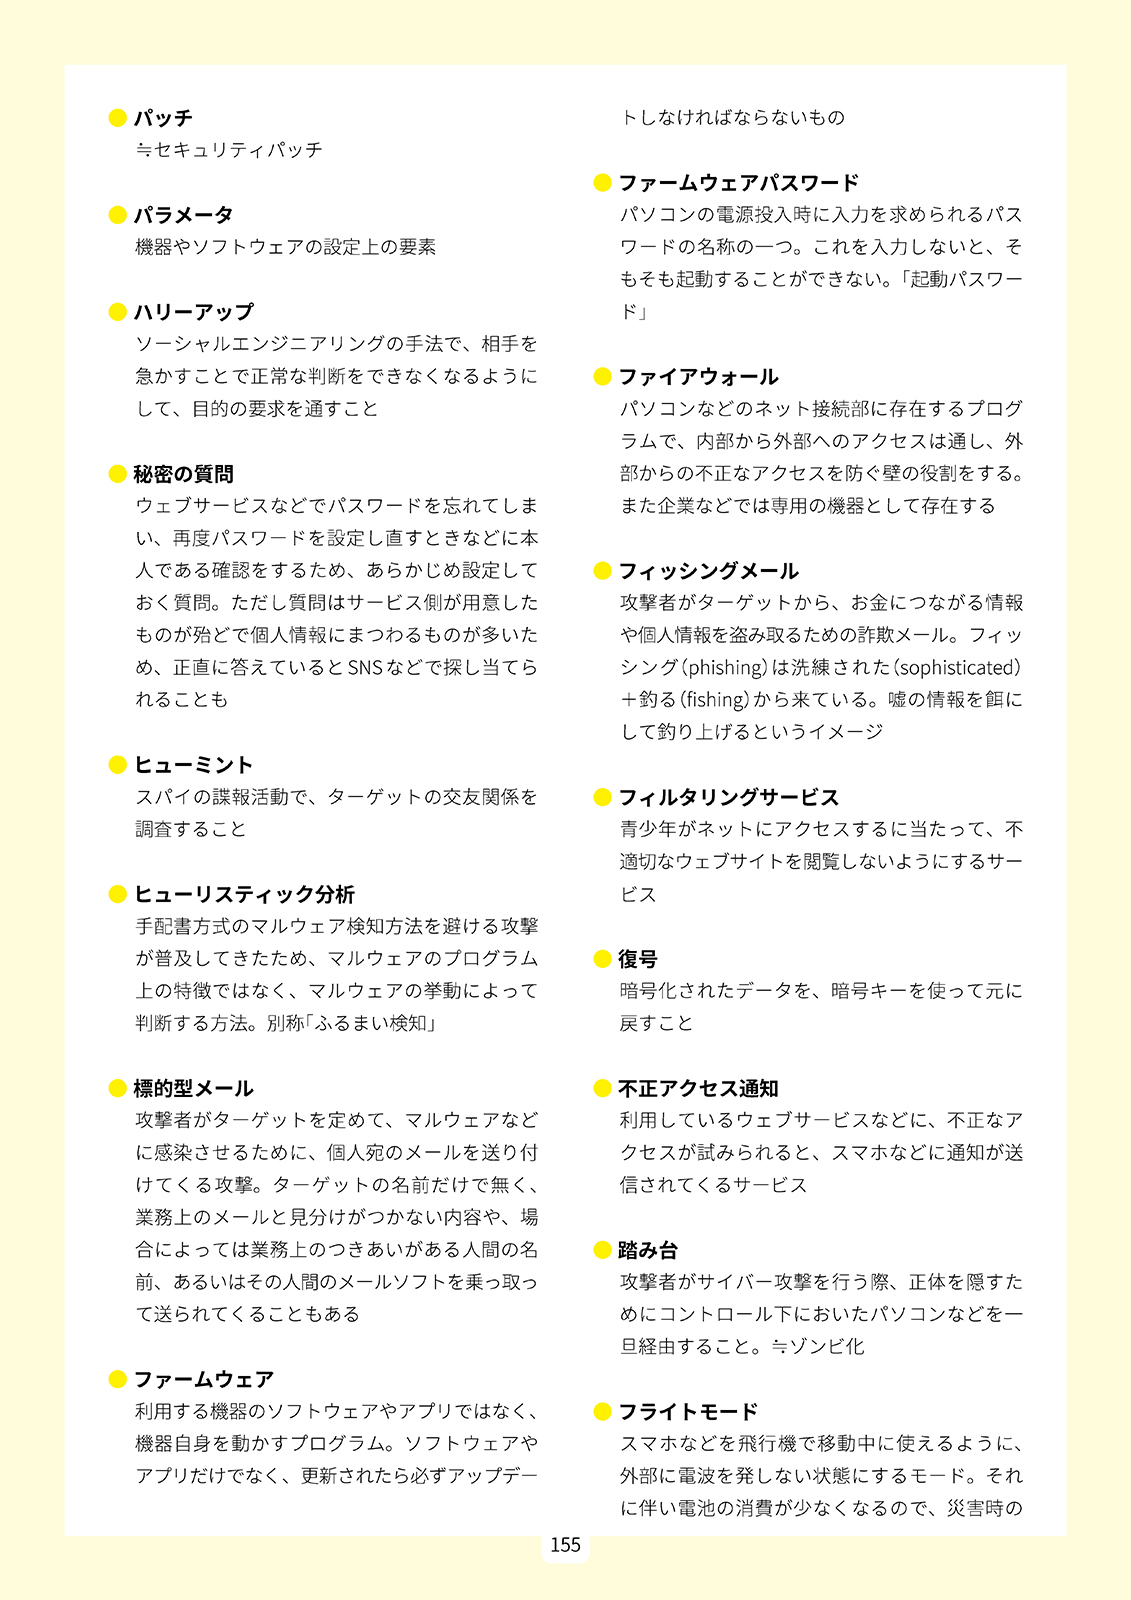 パッチ
≒セキュリティパッチ
パラメータ
機器やソフトウェアの設定上の要素
ハリーアップ
ソーシャルエンジニアリングの手法で、相手を
急かすことで正常な判断をできなくなるように
して、目的の要求を通すこと
秘密の質問
ウェブサービスなどでパスワードを忘れてしま
い、再度パスワードを設定し直すときなどに本
人である確認をするため、あらかじめ設定して
おく質問。ただし質問はサービス側が用意した
ものが殆どで個人情報にまつわるものが多いた
め、正直に答えているとSNSなどで探し当てら
れることも
ヒューミント
スパイの諜報活動で、ターゲットの交友関係を
調査すること
ヒューリスティック分析
手配書方式のマルウェア検知方法を避ける攻撃
が普及してきたため、マルウェアのプログラム
上の特徴ではなく、マルウェアの挙動によって
判断する方法。別称「ふるまい検知」
標的型メール
攻撃者がターゲットを定めて、マルウェアなど
に感染させるために、個人宛のメールを送り付
けてくる攻撃。ターゲットの名前だけで無く、
業務上のメールと見分けがつかない内容や、場
合によっては業務上のつきあいがある人間の名
前、あるいはその人間のメールソフトを乗っ取っ
て送られてくることもある
ファームウェア
利用する機器のソフトウェアやアプリではなく、
機器自身を動かすプログラム。ソフトウェアや
アプリだけでなく、更新されたら必ずアップデー
トしなければならないもの
ファームウェアパスワード
パソコンの電源投入時に入力を求められるパス
ワードの名称の一つ。これを入力しないと、そ
もそも起動することができない。「起動パスワー
ド」
ファイアウォール
パソコンなどのネット接続部に存在するプログ
ラムで、内部から外部へのアクセスは通し、外
部からの不正なアクセスを防ぐ壁の役割をする。
また企業などでは専用の機器として存在する
フィッシングメール
攻撃者がターゲットから、お金につながる情報
や個人情報を盗み取るための詐欺メール。フィッ
シング（phishing）は洗練された（sophisticated）
＋釣る（fishing）から来ている。嘘の情報を餌に
して釣り上げるというイメージ
フィルタリングサービス
青少年がネットにアクセスするに当たって、不
適切なウェブサイトを閲覧しないようにするサー
ビス
復号
暗号化されたデータを、暗号キーを使って元に
戻すこと
不正アクセス通知
利用しているウェブサービスなどに、不正なア
クセスが試みられると、スマホなどに通知が送
信されてくるサービス
踏み台
攻撃者がサイバー攻撃を行う際、正体を隠すた
めにコントロール下においたパソコンなどを一
旦経由すること。≒ゾンビ化
フライトモード
スマホなどを飛行機で移動中に使えるように、
外部に電波を発しない状態にするモード。それ
に伴い電池の消費が少なくなるので、災害時の
155